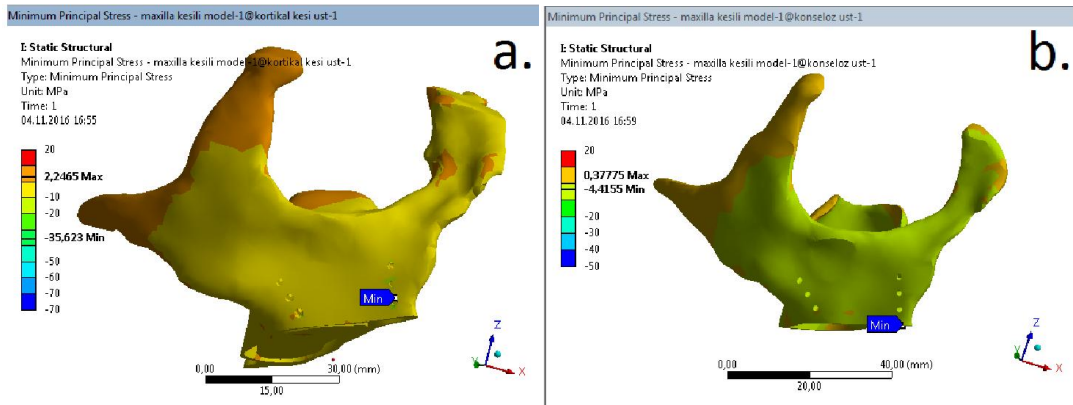 Minimum Principal Stress - maxilla kesili model-1@kortikal kesi ust-1
a.
I: Static Structural
Minimum Principal Stress - maxilla kesili model-1@kortikal kesi ust-1
Type: Minimum Principal Stress
Unit: MPa
Time: 1
04.11.2016 16:55
20
2,2465 Max
-10
-20
-35,623 Min
-50
-60
-70
Min
0,00
30,00 (mm)
15,00
Z
Y
X
Minimum Principal Stress - maxilla kesili model-1@konseloz ust-1
b.
I: Static Structural
Minimum Principal Stress - maxilla kesili model-1@konseloz ust-1
Type: Minimum Principal Stress
Unit: MPa
Time: 1
04.11.2016 16:59
20
0,37775 Max
-4,4155 Min
-20
-30
-40
-50
Min
0,00
40,00 (mm)
20,00
Z
Y
X